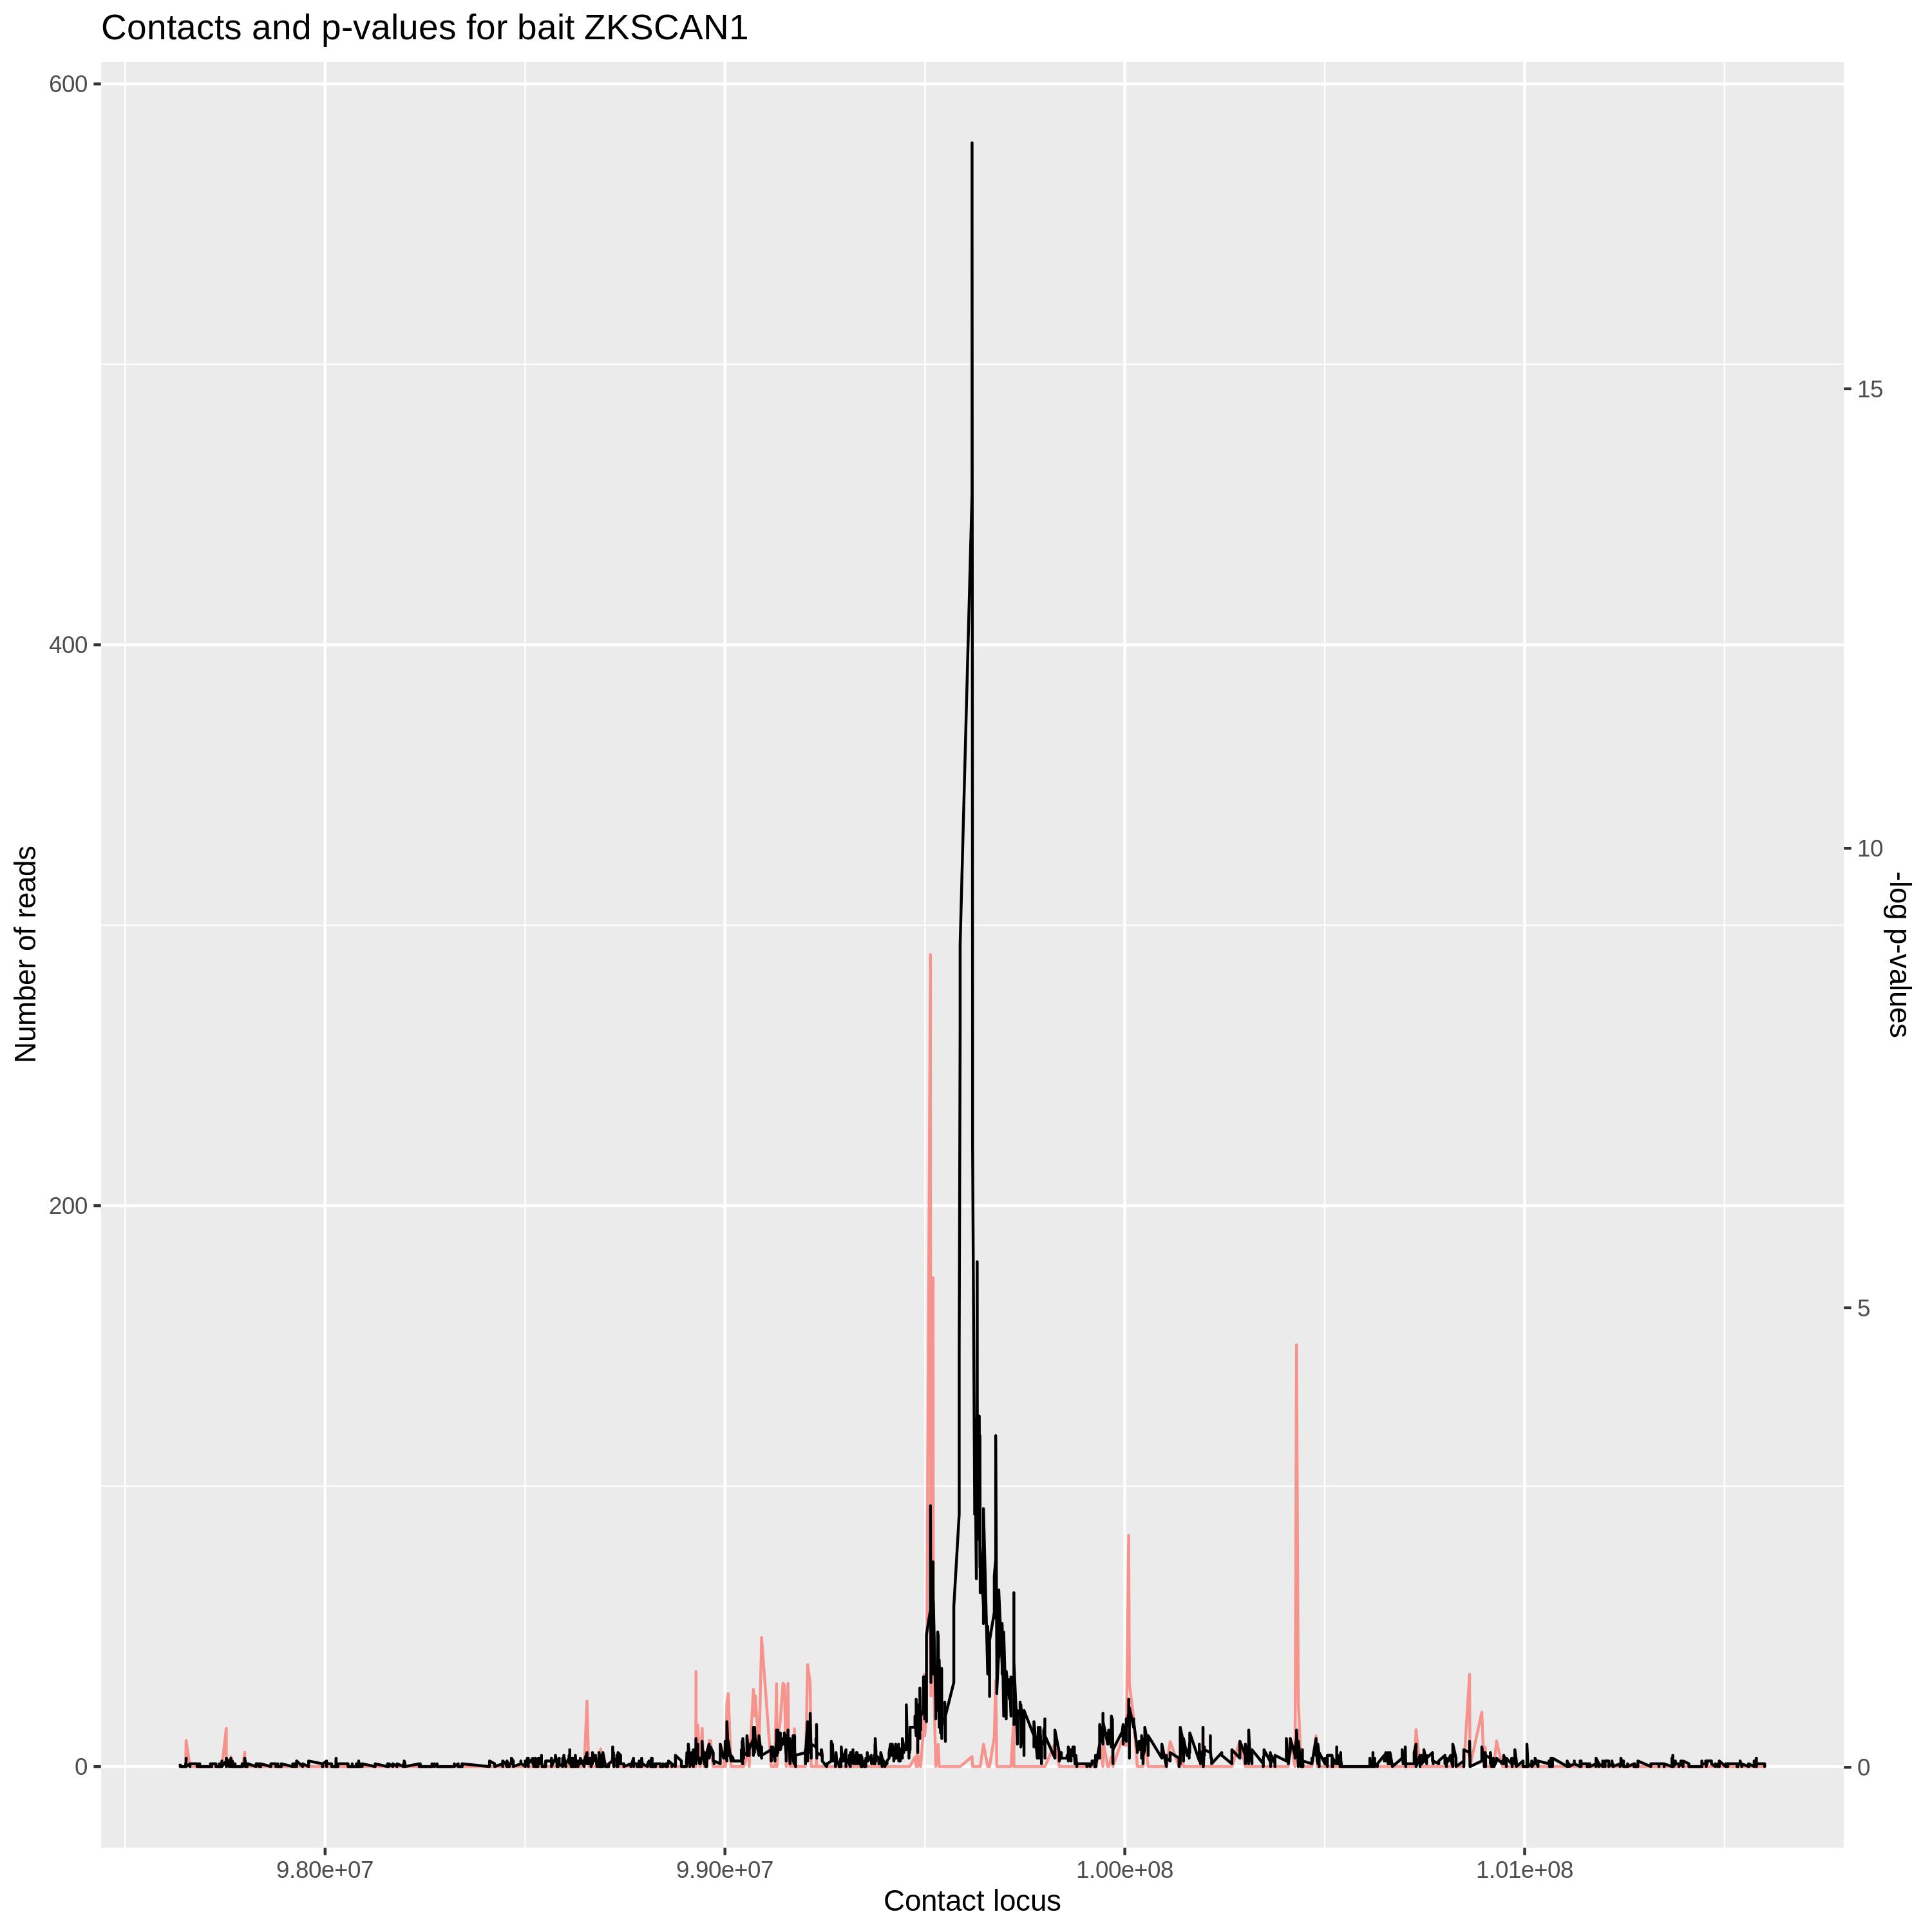 Contacts and p-values for bait ZKSCAN1
600
400
200
0
Number of reads
15
10
5
0
-log p-values
9.80e+07
9.90e+07
1.00e+08
1.01e+08
Contact locus